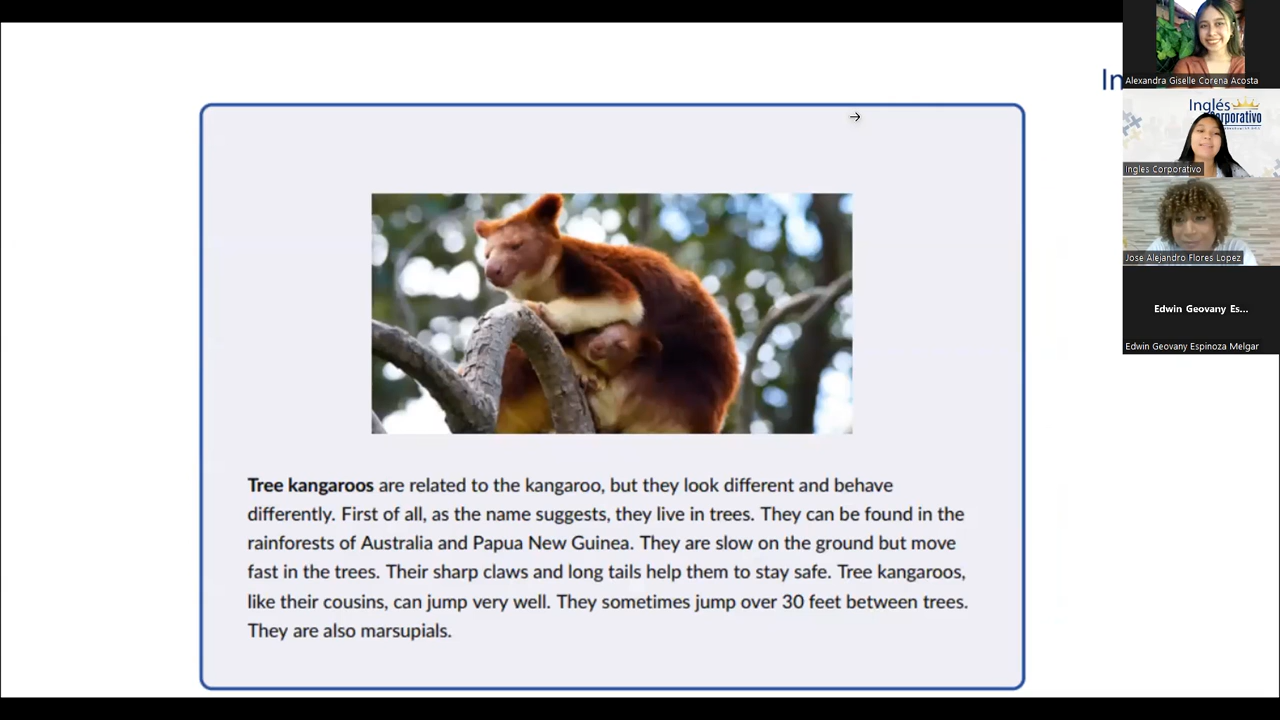 In
Alexandra Giselle Corena Acosta
Inglés
Corporativo
Ingles Corporativo
Jose Alejandro Flores Lopez
Edwin Geovany Es...
Edwin Geovany Espinoza Melgar
Tree kangaroos are related to the kangaroo, but they look different and behave
differently. First of all, as the name suggests, they live in trees. They can be found in the
rainforests of Australia and Papua New Guinea. They are slow on the ground but move
fast in the trees. Their sharp claws and long tails help them to stay safe. Tree kangaroos,
like their cousins, can jump very well. They sometimes jump over 30 feet between trees.
They are also marsupials.